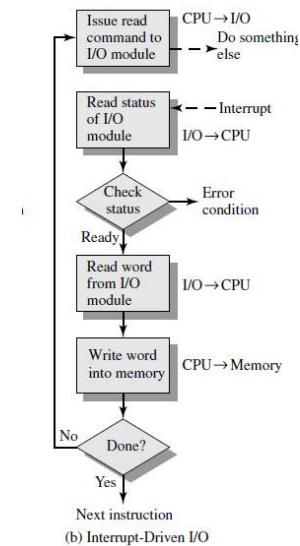 Issue read
command to
I/O module
CPU→I/O
Do something
else
Read status
of I/O
module
Interrupt
I/O→CPU
Check
status
Error
condition
Ready
Read word
from I/O
module
I/O→CPU
Write word
into memory
CPU→Memory
No
Done?
Yes
Next instruction
(b) Interrupt-Driven I/O